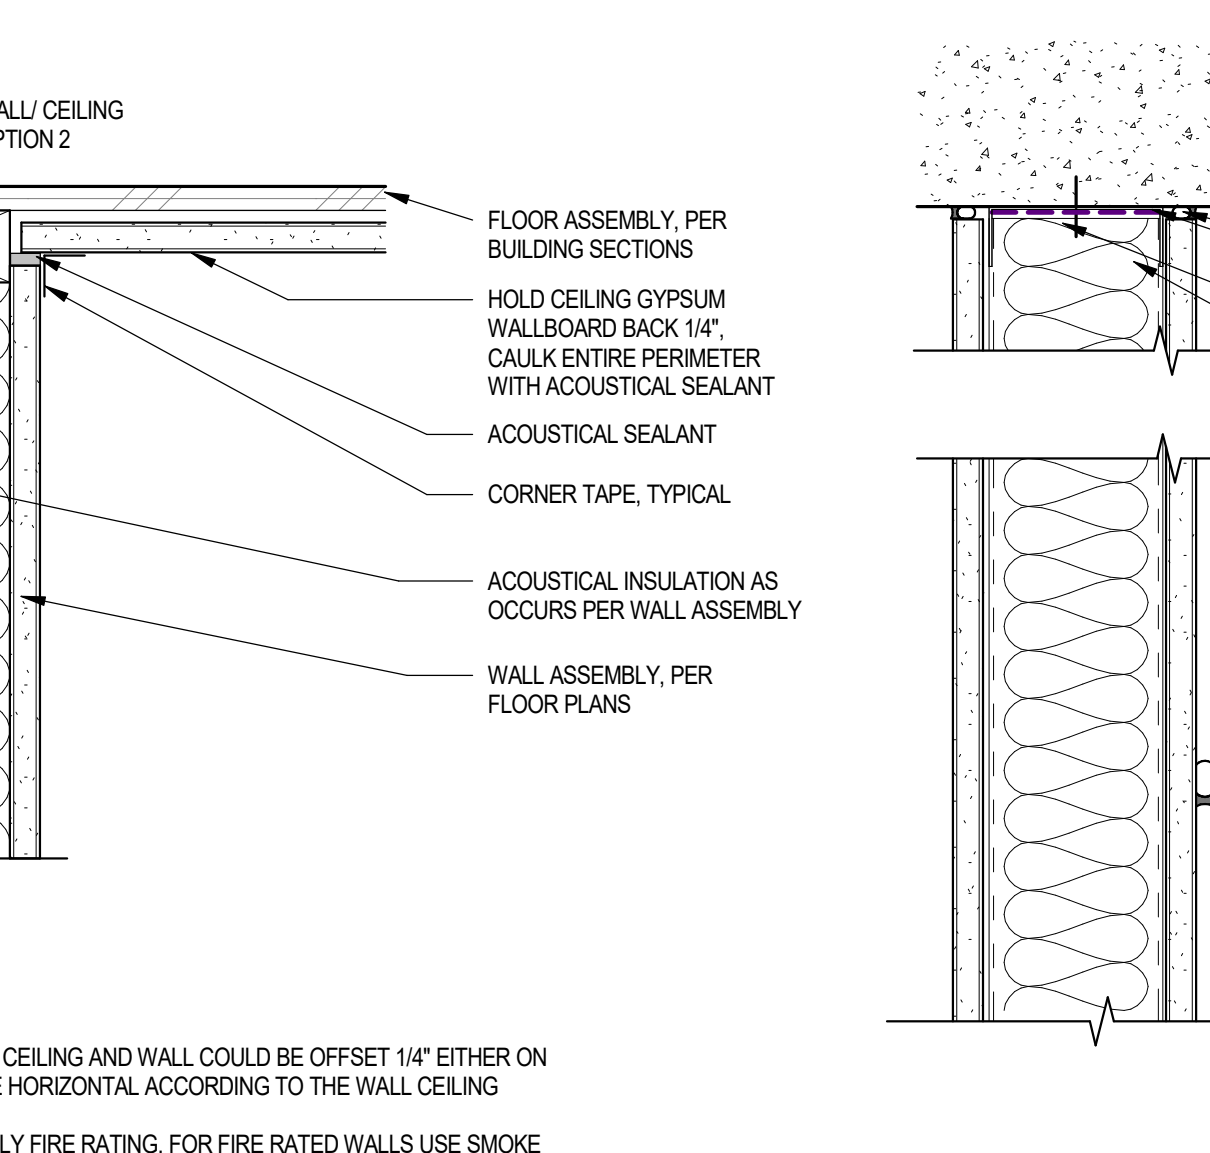 ALL/ CEILING
PTION 2
FLOOR ASSEMBLY, PER
BUILDING SECTIONS
HOLD CEILING GYPSUM
WALLBOARD BACK 1/4",
CAULK ENTIRE PERIMETER
WITH ACOUSTICAL SEALANT
ACOUSTICAL SEALANT
CORNER TAPE, TYPICAL
ACOUSTICAL INSULATION AS
OCCURS PER WALL ASSEMBLY
WALL ASSEMBLY, PER
FLOOR PLANS
CEILING AND WALL COULD BE OFFSET 1/4" EITHER ON
E HORIZONTAL ACCORDING TO THE WALL CEILING
LY FIRE RATING. FOR FIRE RATED WALLS USE SMOKE